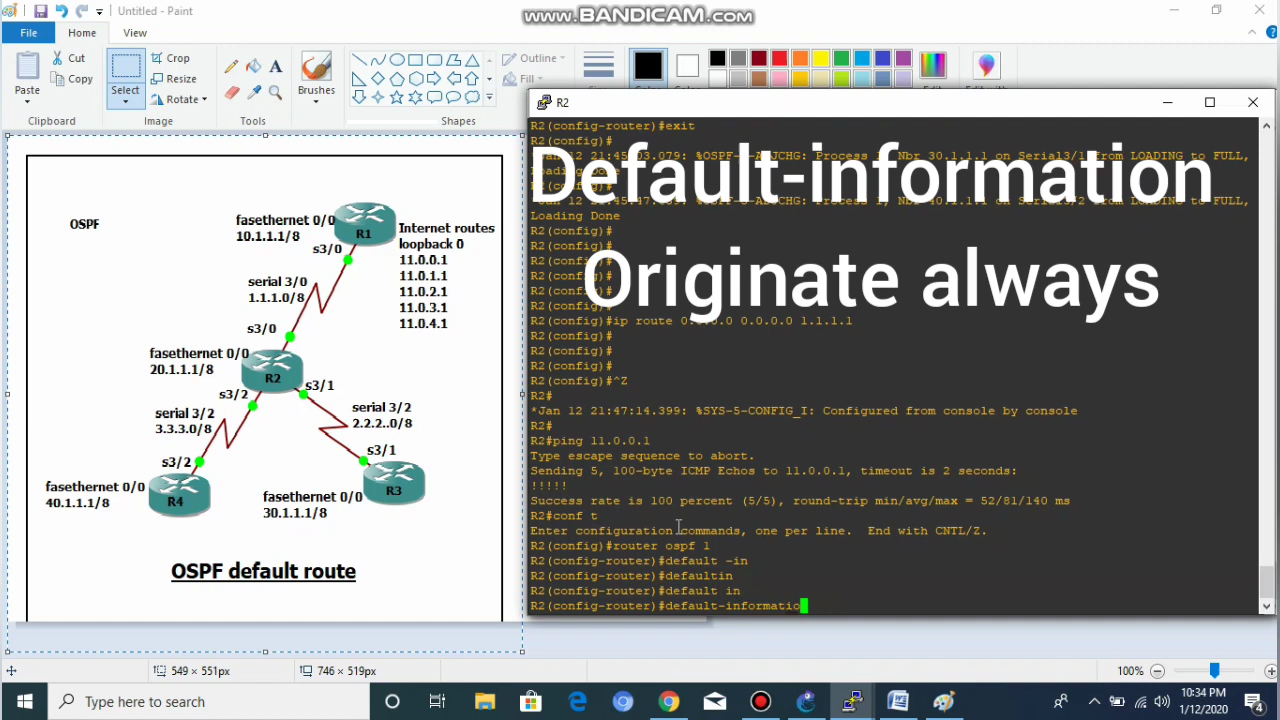 Untitled - Paint
www.BANDICAM.com
File
Home
View
Paste
Cut
Copy
Clipboard
Select
Crop
Resize
Rotate
Image
Tools
Brushes
Shapes
Outline
Fill
OSPF
fasethernet 0/0
10.1.1.1/8
R1
s3/0
Internet routes
loopback 0
11.0.0.1
11.0.1.1
11.0.2.1
11.0.3.1
11.0.4.1
serial 3/0
1.1.1.0/8
s3/0
fasethernet 0/0
20.1.1.1/8
R2
s3/2
s3/1
serial 3/2
3.3.3.0/8
serial 3/2
2.2.2..0/8
s3/2
s3/1
fasethernet 0/0
40.1.1.1/8
R4
fasethernet 0/0
30.1.1.1/8
R3
OSPF default route
R2
R2(config-router)#exit
R2(config)#
Default-information
Originate always
Loading Done
R2(config)#
R2(config)#
R2(config)#ip route 0.0.0.0 0.0.0.0 1.1.1.1
R2(config)#
R2(config)#
R2(config)#
R2(config)#^Z
R2#
*Jan 12 21:47:14.399: %SYS-5-CONFIG_I: Configured from console by console
R2#
R2#ping 11.0.0.1
Type escape sequence to abort.
Sending 5, 100-byte ICMP Echos to 11.0.0.1, timeout is 2 seconds:
!!!!!
Success rate is 100 percent (5/5), round-trip min/avg/max = 52/81/140 ms
R2#conf t
Enter configuration commands, one per line.  End with CNTL/Z.
R2(config)#router ospf 1
R2(config-router)#default -in
R2(config-router)#defaultin
R2(config-router)#default in
R2(config-router)#default-informatio
549 × 551px
746 × 519px
100%
Type here to search
10:34 PM
1/12/2020
4